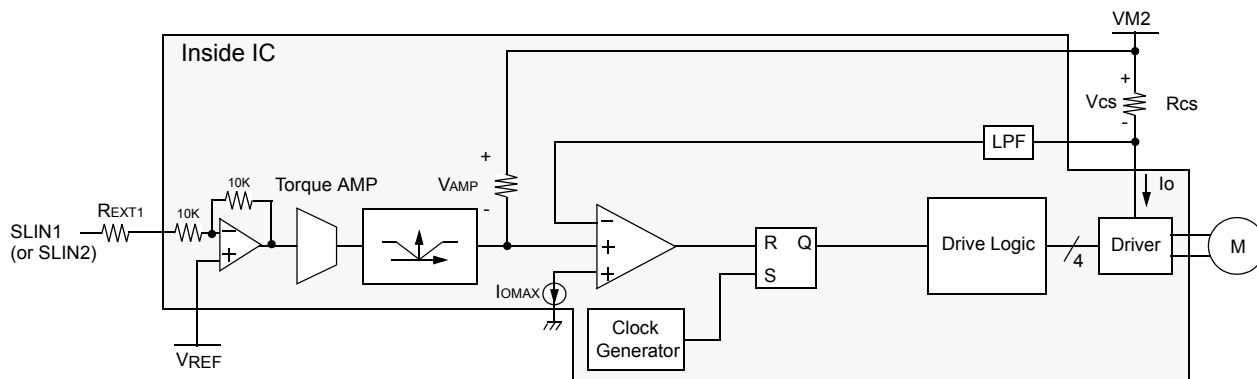 VM2
Inside IC
+
Vcs
-
Rcs
LPF
+
VAMP
-
Io
10K
Torque AMP
REXT1
10K
SLIN1
(or SLIN2)
-
+
-
+
+
R Q
S
Drive Logic
4
Driver
M
IOMAX
Clock
Generator
VREF